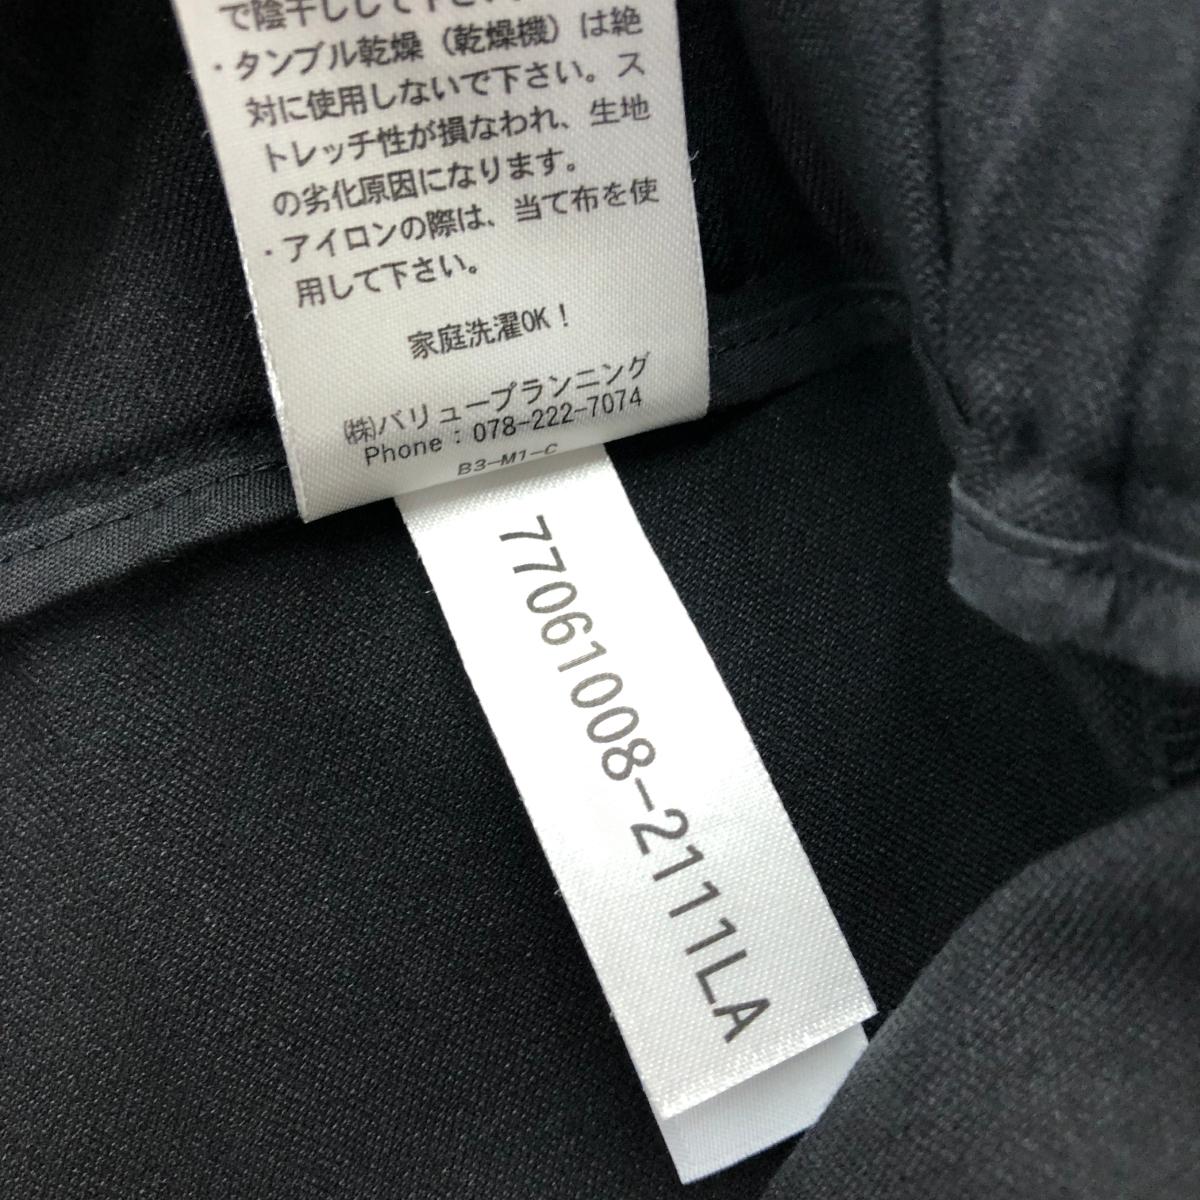 で陰干しして下さい。
・タンブル乾燥（乾燥機）は絶
対に使用しないで下さい。ス
トレッチ性が損なわれ、生地
の劣化原因になります。
・アイロンの際は、当て布を使
用して下さい。
家庭洗濯OK！
㈱バリュープランニング
Phone：078-222-7074
B3-M1-C
77061008-2111LA